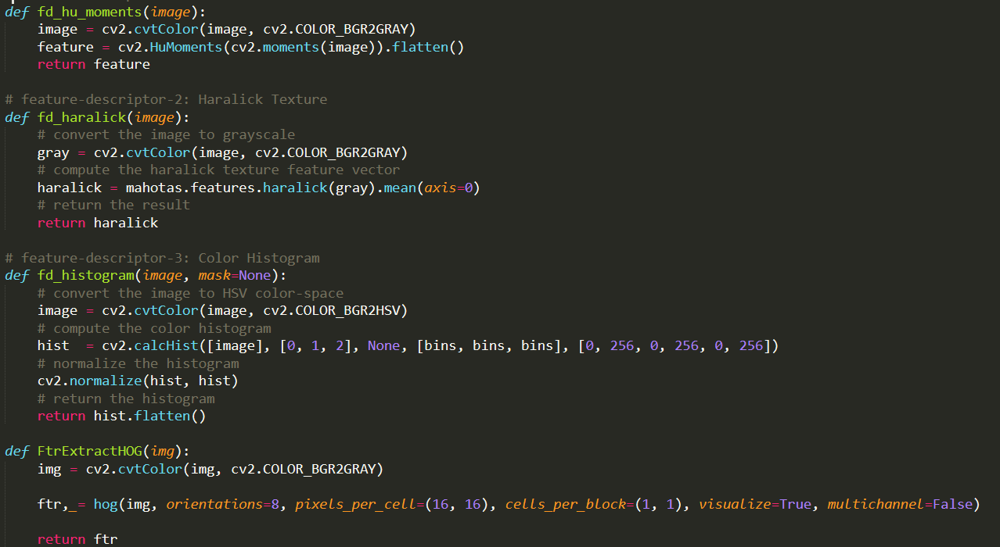 def fd_hu_moments(image):
    image = cv2.cvtColor(image, cv2.COLOR_BGR2GRAY)
    feature = cv2.HuMoments(cv2.moments(image)).flatten()
    return feature

# feature-descriptor-2: Haralick Texture
def fd_haralick(image):
    # convert the image to grayscale
    gray = cv2.cvtColor(image, cv2.COLOR_BGR2GRAY)
    # compute the haralick texture feature vector
    haralick = mahotas.features.haralick(gray).mean(axis=0)
    # return the result
    return haralick

# feature-descriptor-3: Color Histogram
def fd_histogram(image, mask=None):
    # convert the image to HSV color-space
    image = cv2.cvtColor(image, cv2.COLOR_BGR2HSV)
    # compute the color histogram
    hist  = cv2.calcHist([image], [0, 1, 2], None, [bins, bins, bins], [0, 256, 0, 256, 0, 256])
    # normalize the histogram
    cv2.normalize(hist, hist)
    # return the histogram
    return hist.flatten()

def FtrExtractHOG(img):
    img = cv2.cvtColor(img, cv2.COLOR_BGR2GRAY)

    ftr,_= hog(img, orientations=8, pixels_per_cell=(16, 16), cells_per_block=(1, 1), visualize=True, multichannel=False)

    return ftr